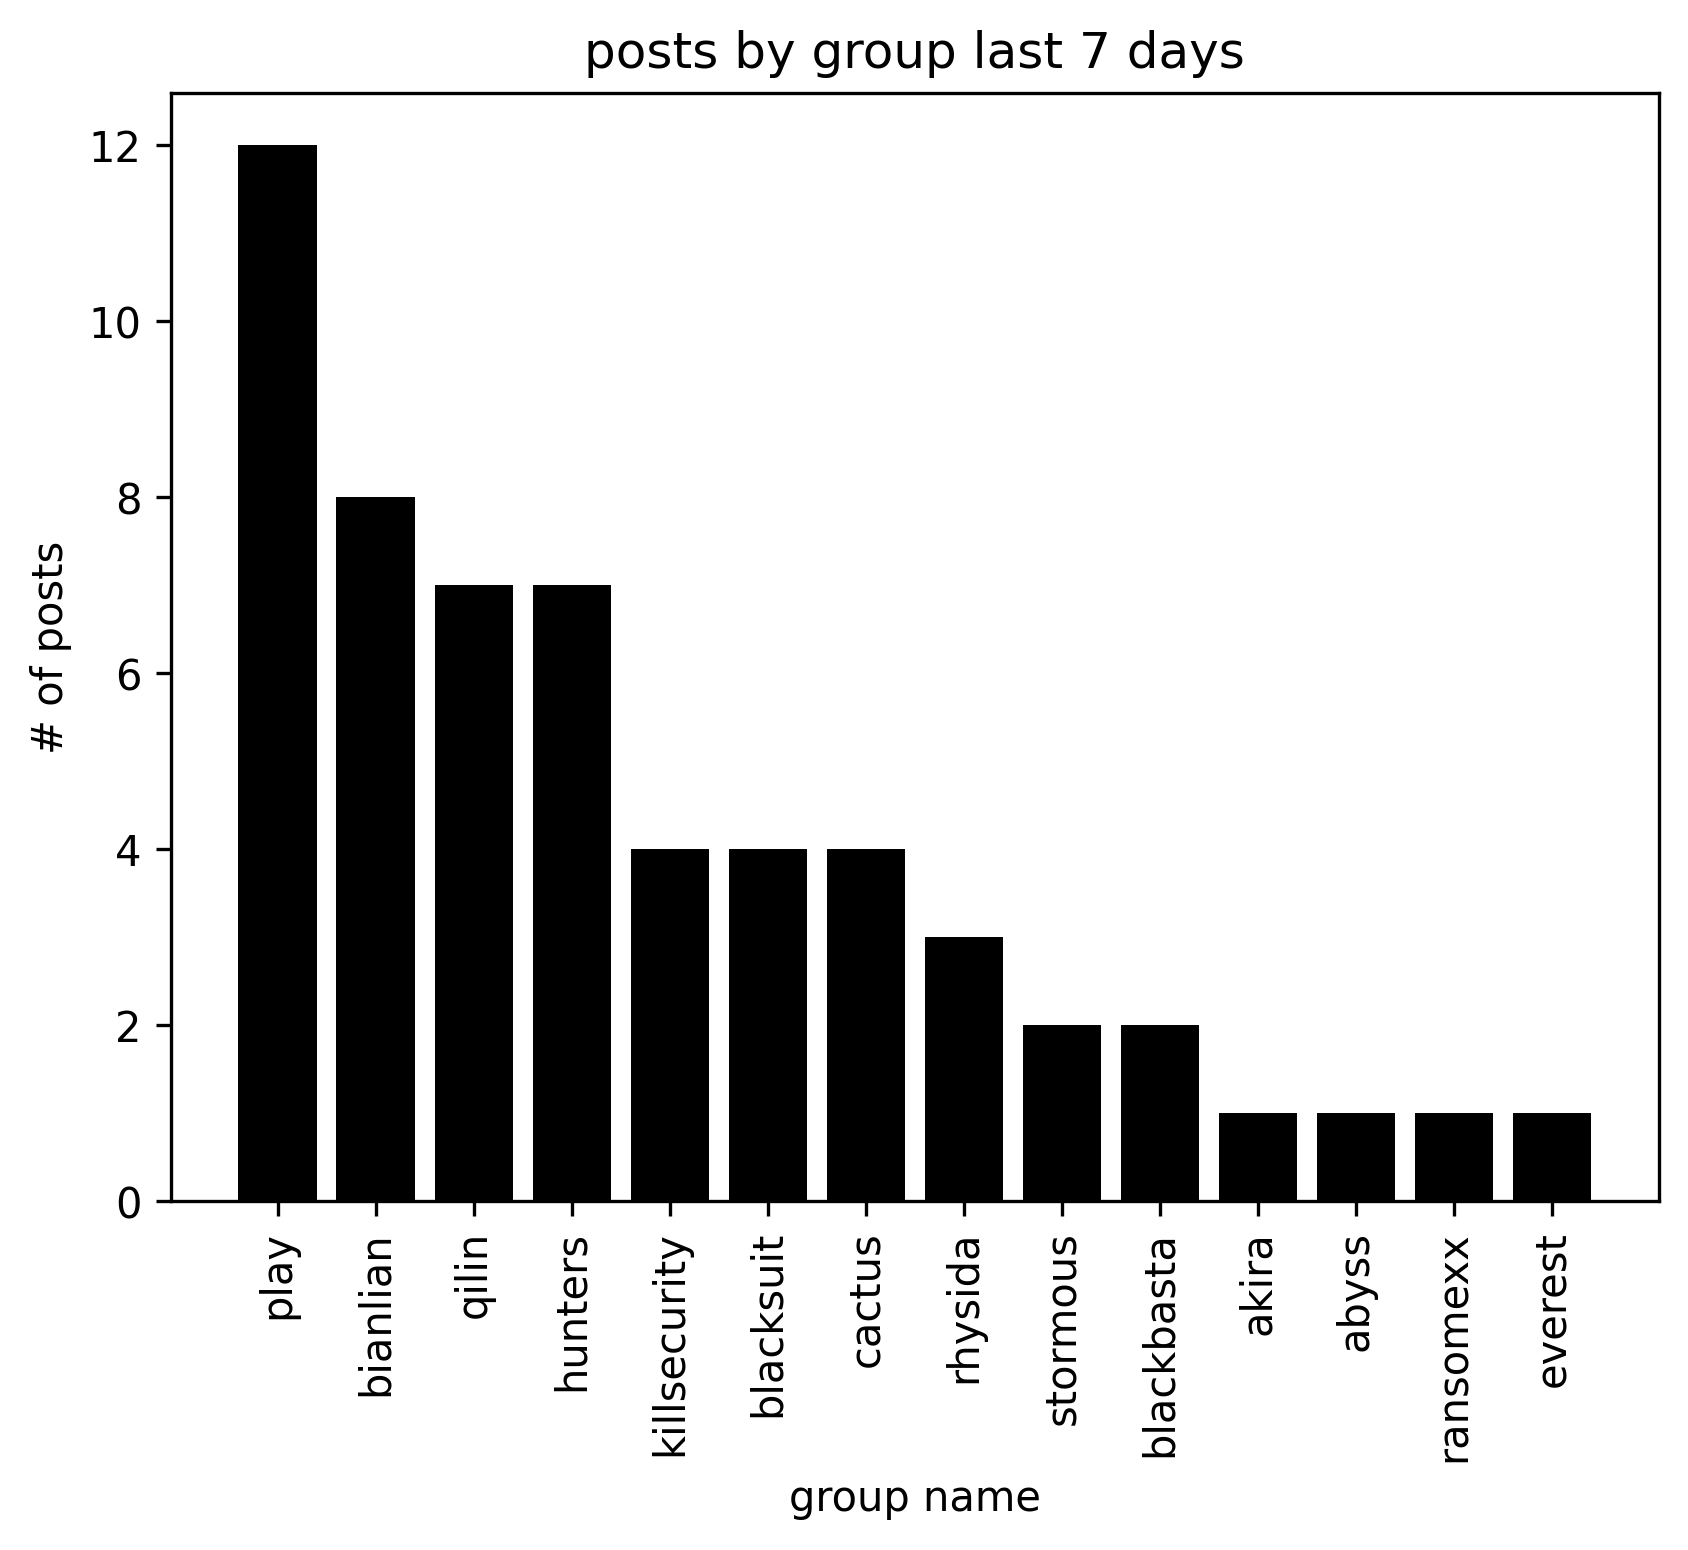 posts by group last 7 days
12
10
8
6
4
2
0
# of posts
play
bianlian
qilin
hunters
killsecurity
blacksuit
cactus
rhysida
stormous
blackbasta
akira
abyss
ransomexx
everest
group name